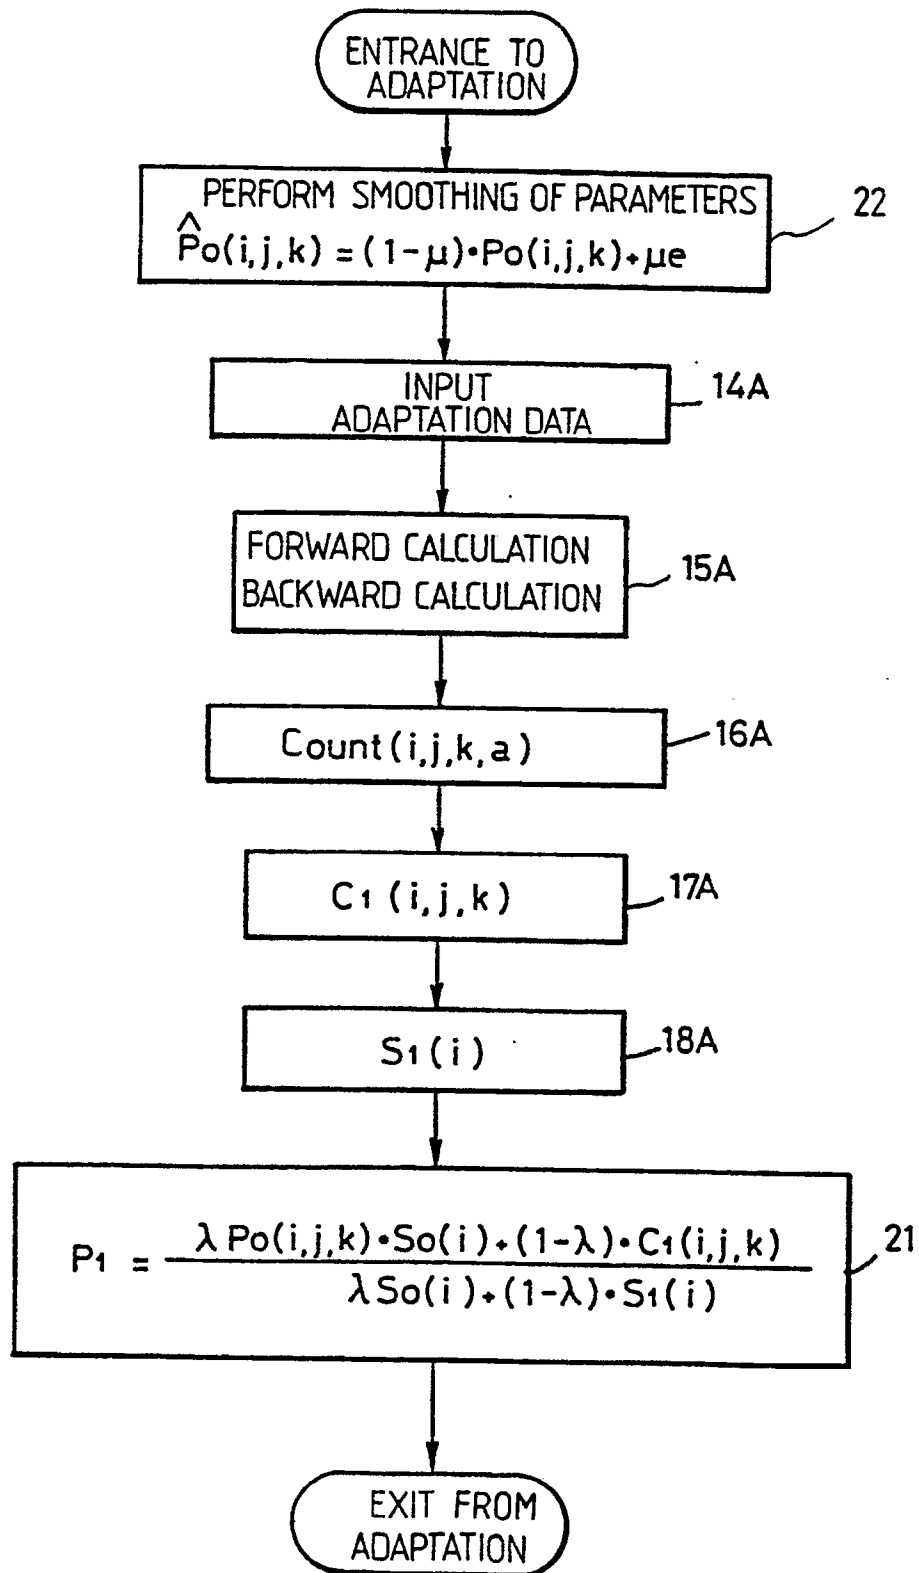 ENTRANCE TO
ADAPTATION
PERFORM SMOOTHING OF PARAMETERS
P̂o(i,j,k) = (1-μ)•Po(i,j,k)+μe
22
INPUT
ADAPTATION DATA
14A
FORWARD CALCULATION
BACKWARD CALCULATION
15A
Count(i,j,k,a)
16A
C1 (i,j,k)
17A
S1(i)
18A
P1 =
λPo(i,j,k)•So(i)+(1-λ)•C1(i,j,k)
λSo(i)+(1-λ)•S1(i)
21
EXIT FROM
ADAPTATION